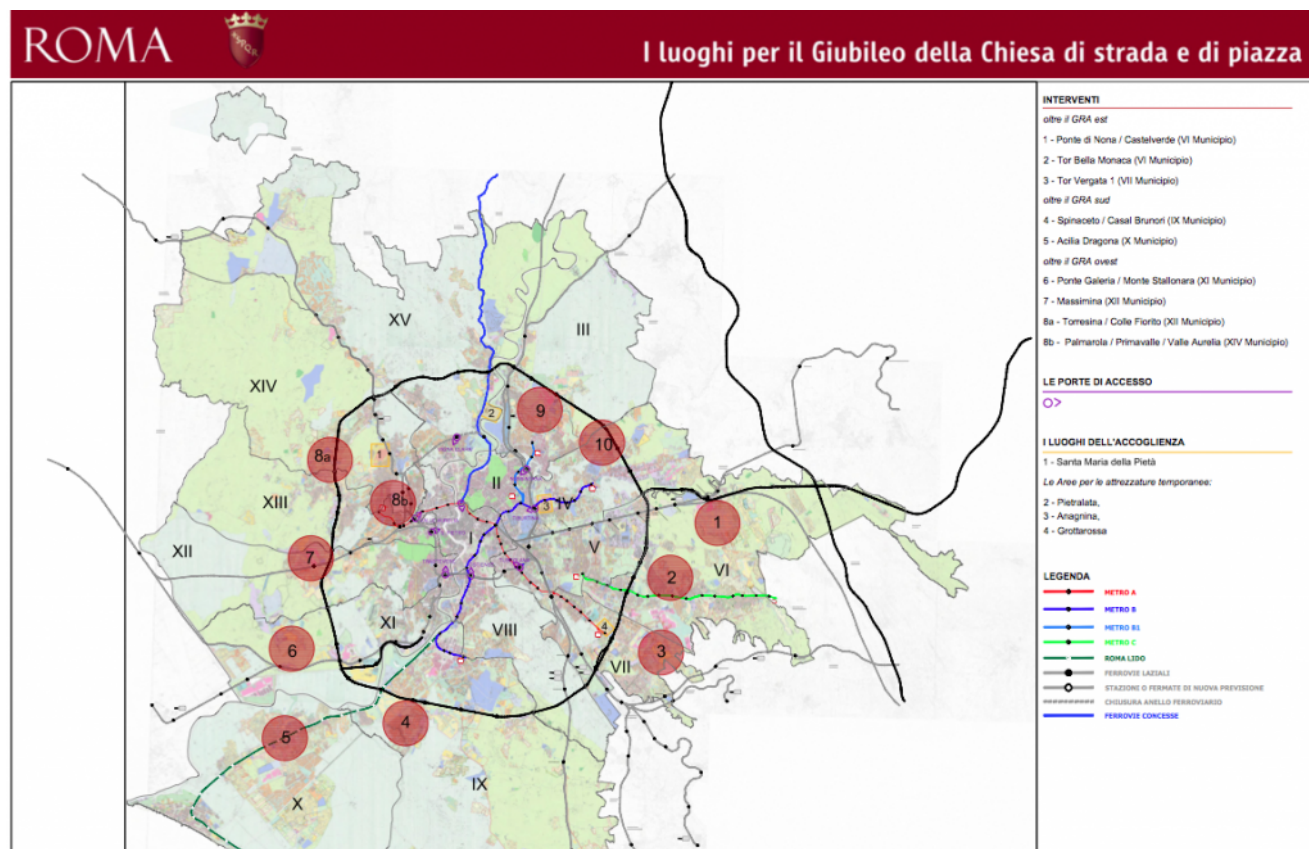 ROMA
I luoghi per il Giubileo della Chiesa di strada e di piazza
INTERVENTI
oltre il GRA est
1 - Ponte di Nona / Castelverde (VI Municipio)
2 - Tor Bella Monaca (VI Municipio)
3 - Tor Vergata 1 (VII Municipio)
oltre il GRA sud
4 - Spinaceto / Casal Brunori (IX Municipio)
5 - Acilia Dragona (X Municipio)
oltre il GRA ovest
6 - Ponte Galeria / Monte Stallonara (XI Municipio)
7 - Massimina (XII Municipio)
8a - Torresina / Colle Fiorito (XII Municipio)
8b - Palmarola / Primavalle / Valle Aurelia (XIV Municipio)
LE PORTE DI ACCESSO
I LUOGHI DELL'ACCOGLIENZA
1 - Santa Maria della Pietà
Le Aree per le attrezzature temporanee:
2 - Pietralata,
3 - Anagnina,
4 - Grottarossa
LEGENDA
METRO A
METRO B
METRO B1
METRO C
ROMA LIDO
FERROVIE LAZIALI
STAZIONI O FERMATE DI NUOVA PREVISIONE
CHIUSURA ANELLO FERROVIARIO
FERROVIE CONCESSE
XV
III
XIV
2
9
10
8a
1
II
XIII
8b
3
IV
1
XII
7
I
V
2
VI
XI
VIII
4
6
VII
3
4
5
X
IX